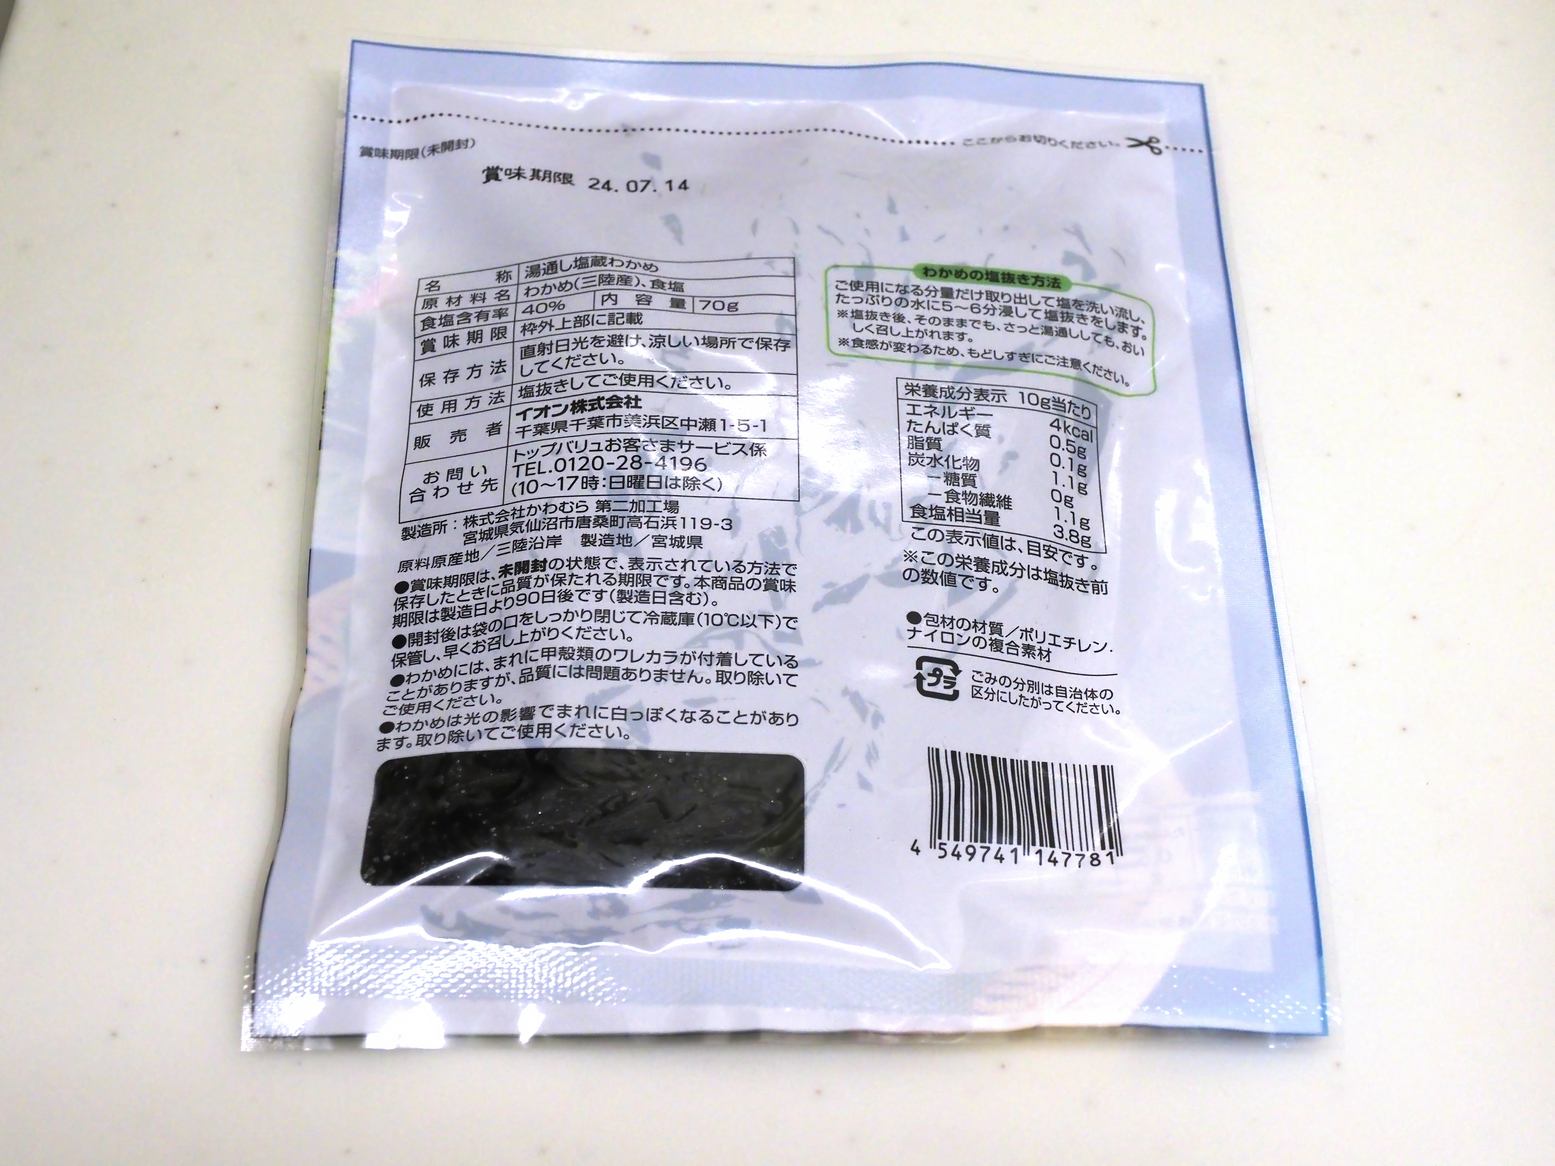 ここからお切りください。
賞味期限(未開封)
賞味期限 24.07.14
名称 湯通し塩蔵わかめ
原材料名 わかめ(三陸産)、食塩
食塩含有率 40% 内容量 70g
賞味期限 枠外上部に記載
保存方法 直射日光を避け、涼しい場所で保存
してください。
使用方法 塩抜きしてご使用ください。
販売者 イオン株式会社
千葉県千葉市美浜区中瀬1-5-1
お問い合わせ先 トップバリュお客さまサービス係
TEL.0120-28-4196
(10〜17時:日曜日は除く)
製造所:株式会社かわむら 第二加工場
宮城県気仙沼市唐桑町高石浜119-3
原料原産地/三陸沿岸 製造地/宮城県
●賞味期限は、未開封の状態で、表示されている方法で
保存したときに品質が保たれる期限です。本商品の賞味
期限は製造日より90日後です(製造日含む)。
●開封後は袋の口をしっかり閉じて冷蔵庫(10℃以下)で
保管し、早くお召し上がりください。
●わかめには、まれに甲殻類のワレカラが付着している
ことがありますが、品質には問題ありません。取り除いて
ご使用ください。
●わかめは光の影響でまれに白っぽくなることがあり
ます。取り除いてご使用ください。
わかめの塩抜き方法
ご使用になる分量だけ取り出して塩を洗い流し、
たっぷりの水に5〜6分浸して塩抜きをします。
※塩抜き後、そのままでも、さっと湯通ししても、おい
しく召し上がれます。
※食感が変わるため、もどしすぎにご注意ください。
栄養成分表示 10g当たり
エネルギー 4kcal
たんぱく質 0.5g
脂質 0.1g
炭水化物 1.1g
－糖質 0g
－食物繊維 1.1g
食塩相当量 3.8g
この表示値は、目安です。
※この栄養成分は塩抜き前
の数値です。
●包材の材質/ポリエチレン・
ナイロンの複合素材
プラ
ごみの分別は自治体の
区分にしたがってください。
4 549741 147781